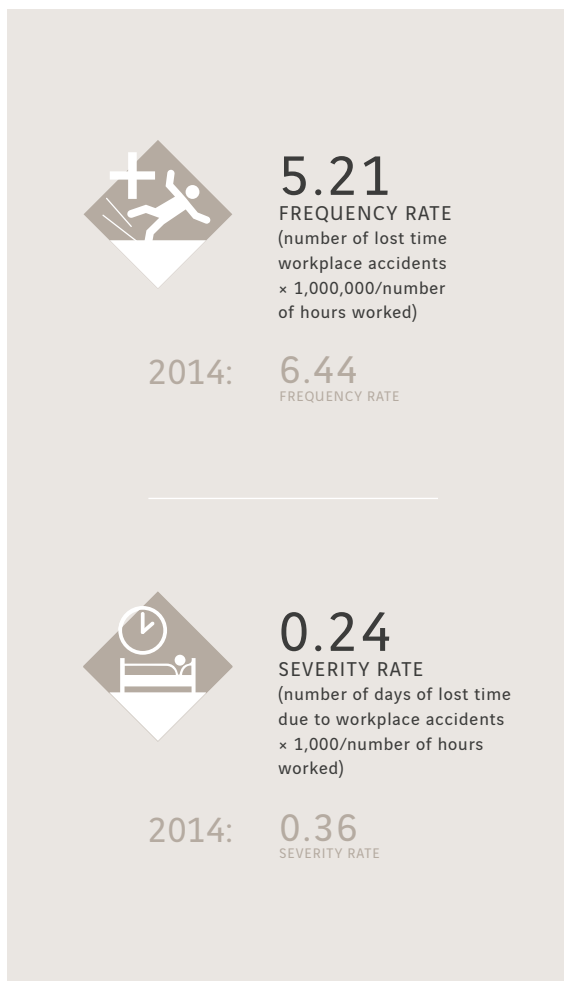 5.21
FREQUENCY RATE
(number of lost time
workplace accidents
× 1,000,000/number
of hours worked)
2014: 6.44
FREQUENCY RATE
0.24
SEVERITY RATE
(number of days of lost time
due to workplace accidents
× 1,000/number of hours
worked)
2014: 0.36
SEVERITY RATE